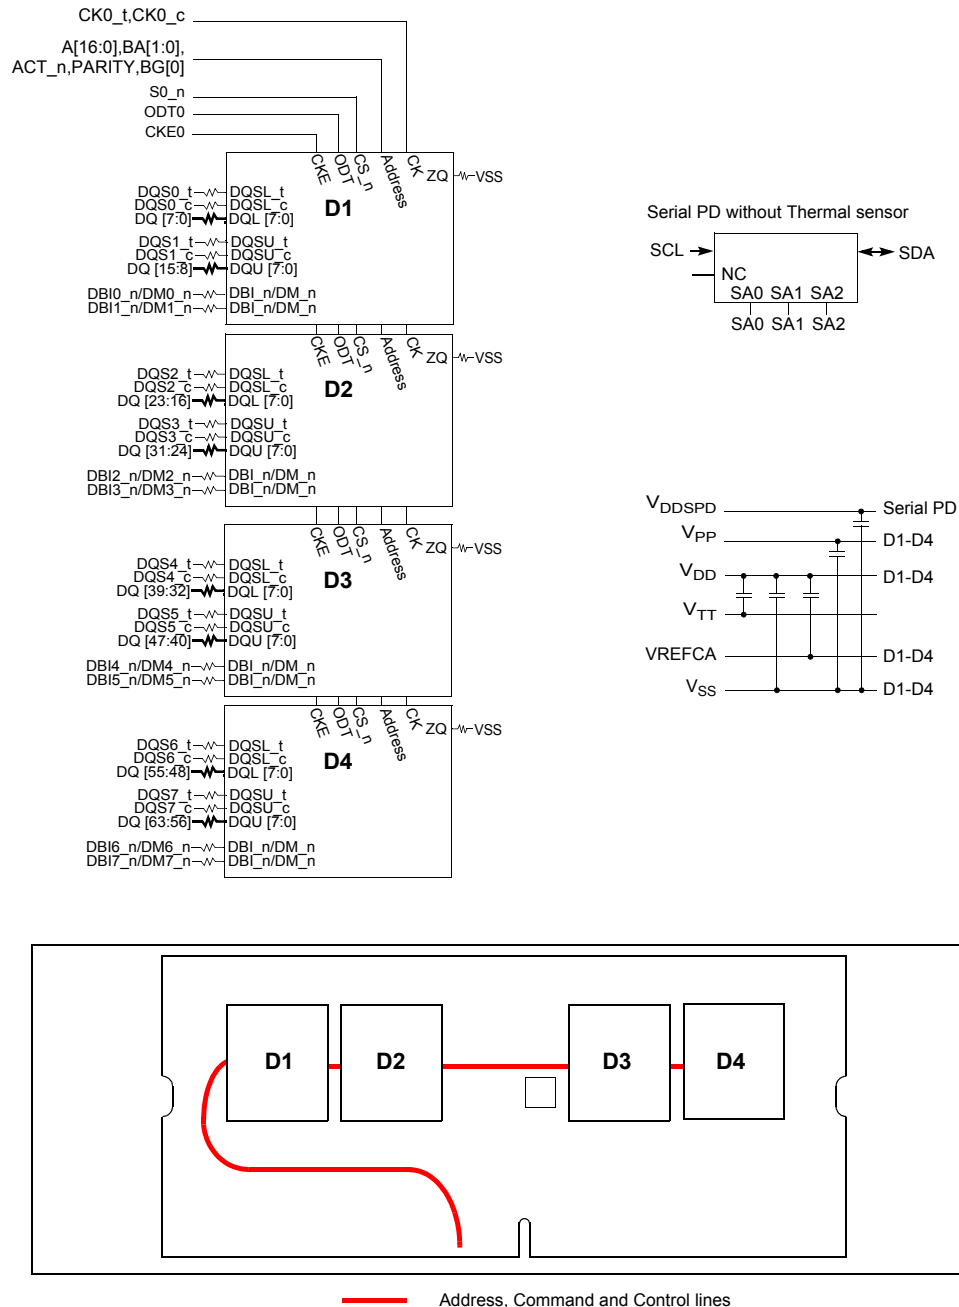 CK0_t,CK0_c
A[16:0],BA[1:0],
ACT_n,PARITY,BG[0]
S0_n
ODT0
CKE0
CKE ODT CS_n Address CK
ZQ VSS
D1
DQS0_t DQSL_t
DQS0_c DQSL_c
DQ [7:0] DQL [7:0]
DQS1_t DQSU_t
DQS1_c DQSU_c
DQ [15:8] DQU [7:0]
DBI0_n/DM0_n DBI_n/DM_n
DBI1_n/DM1_n DBI_n/DM_n
CKE ODT CS_n Address CK
ZQ VSS
D2
DQS2_t DQSL_t
DQS2_c DQSL_c
DQ [23:16] DQL [7:0]
DQS3_t DQSU_t
DQS3_c DQSU_c
DQ [31:24] DQU [7:0]
DBI2_n/DM2_n DBI_n/DM_n
DBI3_n/DM3_n DBI_n/DM_n
CKE ODT CS_n Address CK
ZQ VSS
D3
DQS4_t DQSL_t
DQS4_c DQSL_c
DQ [39:32] DQL [7:0]
DQS5_t DQSU_t
DQS5_c DQSU_c
DQ [47:40] DQU [7:0]
DBI4_n/DM4_n DBI_n/DM_n
DBI5_n/DM5_n DBI_n/DM_n
CKE ODT CS_n Address CK
ZQ VSS
D4
DQS6_t DQSL_t
DQS6_c DQSL_c
DQ [55:48] DQL [7:0]
DQS7_t DQSU_t
DQS7_c DQSU_c
DQ [63:56] DQU [7:0]
DBI6_n/DM6_n DBI_n/DM_n
DBI7_n/DM7_n DBI_n/DM_n
Serial PD without Thermal sensor
SCL SDA
NC
SA0 SA1 SA2
SA0 SA1 SA2
VDDSPD Serial PD
VPP D1-D4
VDD D1-D4
VTT
VREFCA D1-D4
VSS D1-D4
D1 D2 D3 D4
Address, Command and Control lines